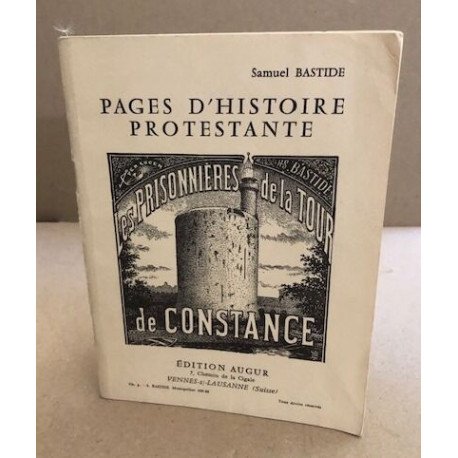 Samuel BASTIDE
PAGES D'HISTOIRE
PROTESTANTE
S. BASTIDE
les PRISONNIÈRES de la TOUR
de CONSTANCE
ÉDITION AUGUR
7, Chemin de la Cigale
VENNES-s/-LAUSANNE (Suisse)
S. BASTIDE
Tous droits réservés